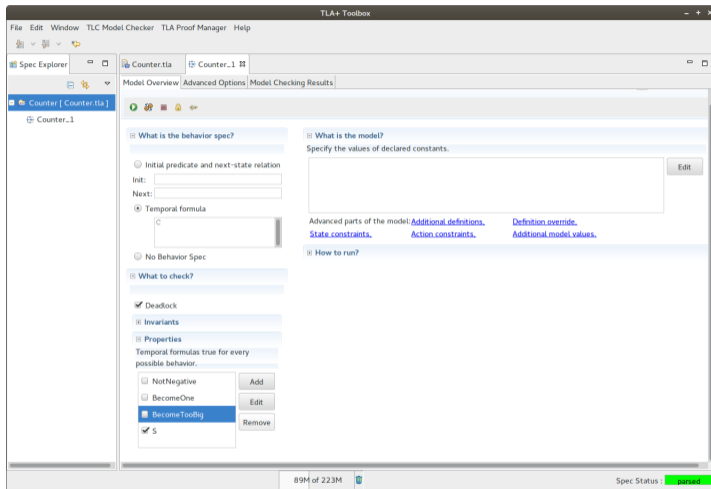 TLA+ Toolbox
File Edit Window TLC Model Checker TLA Proof Manager Help
Spec Explorer
Counter [ Counter.tla ]
Counter_1
Counter.tla
Counter_1
Model Overview Advanced Options Model Checking Results
What is the behavior spec?
Initial predicate and next-state relation
Init:
Next:
Temporal formula
C
No Behavior Spec
What to check?
Deadlock
Invariants
Properties
Temporal formulas true for every
possible behavior.
NotNegative
BecomeOne
BecomeTooBig
S
Add
Edit
Remove
What is the model?
Specify the values of declared constants.
Edit
Advanced parts of the model: Additional definitions, Definition override,
State constraints, Action constraints, Additional model values.
How to run?
89M of 223M
Spec Status : parsed